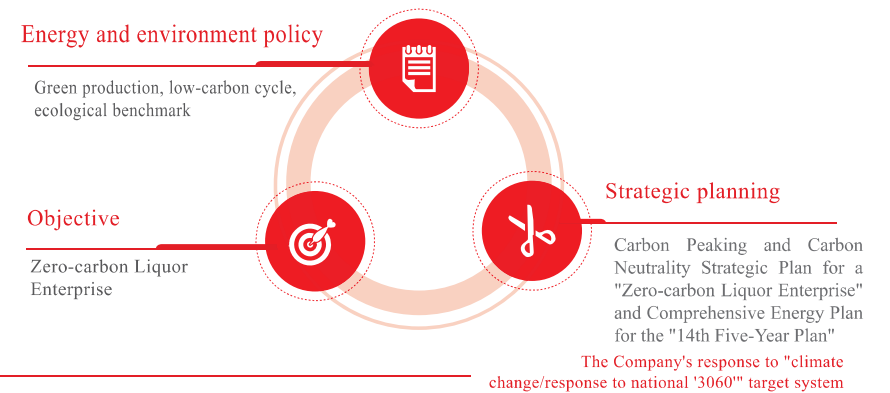 Energy and environment policy
Green production, low-carbon cycle,
ecological benchmark
Objective
Zero-carbon Liquor
Enterprise
Strategic planning
Carbon Peaking and Carbon
Neutrality Strategic Plan for a
"Zero-carbon Liquor Enterprise"
and Comprehensive Energy Plan
for the "14th Five-Year Plan"
The Company's response to "climate
change/response to national '3060'" target system